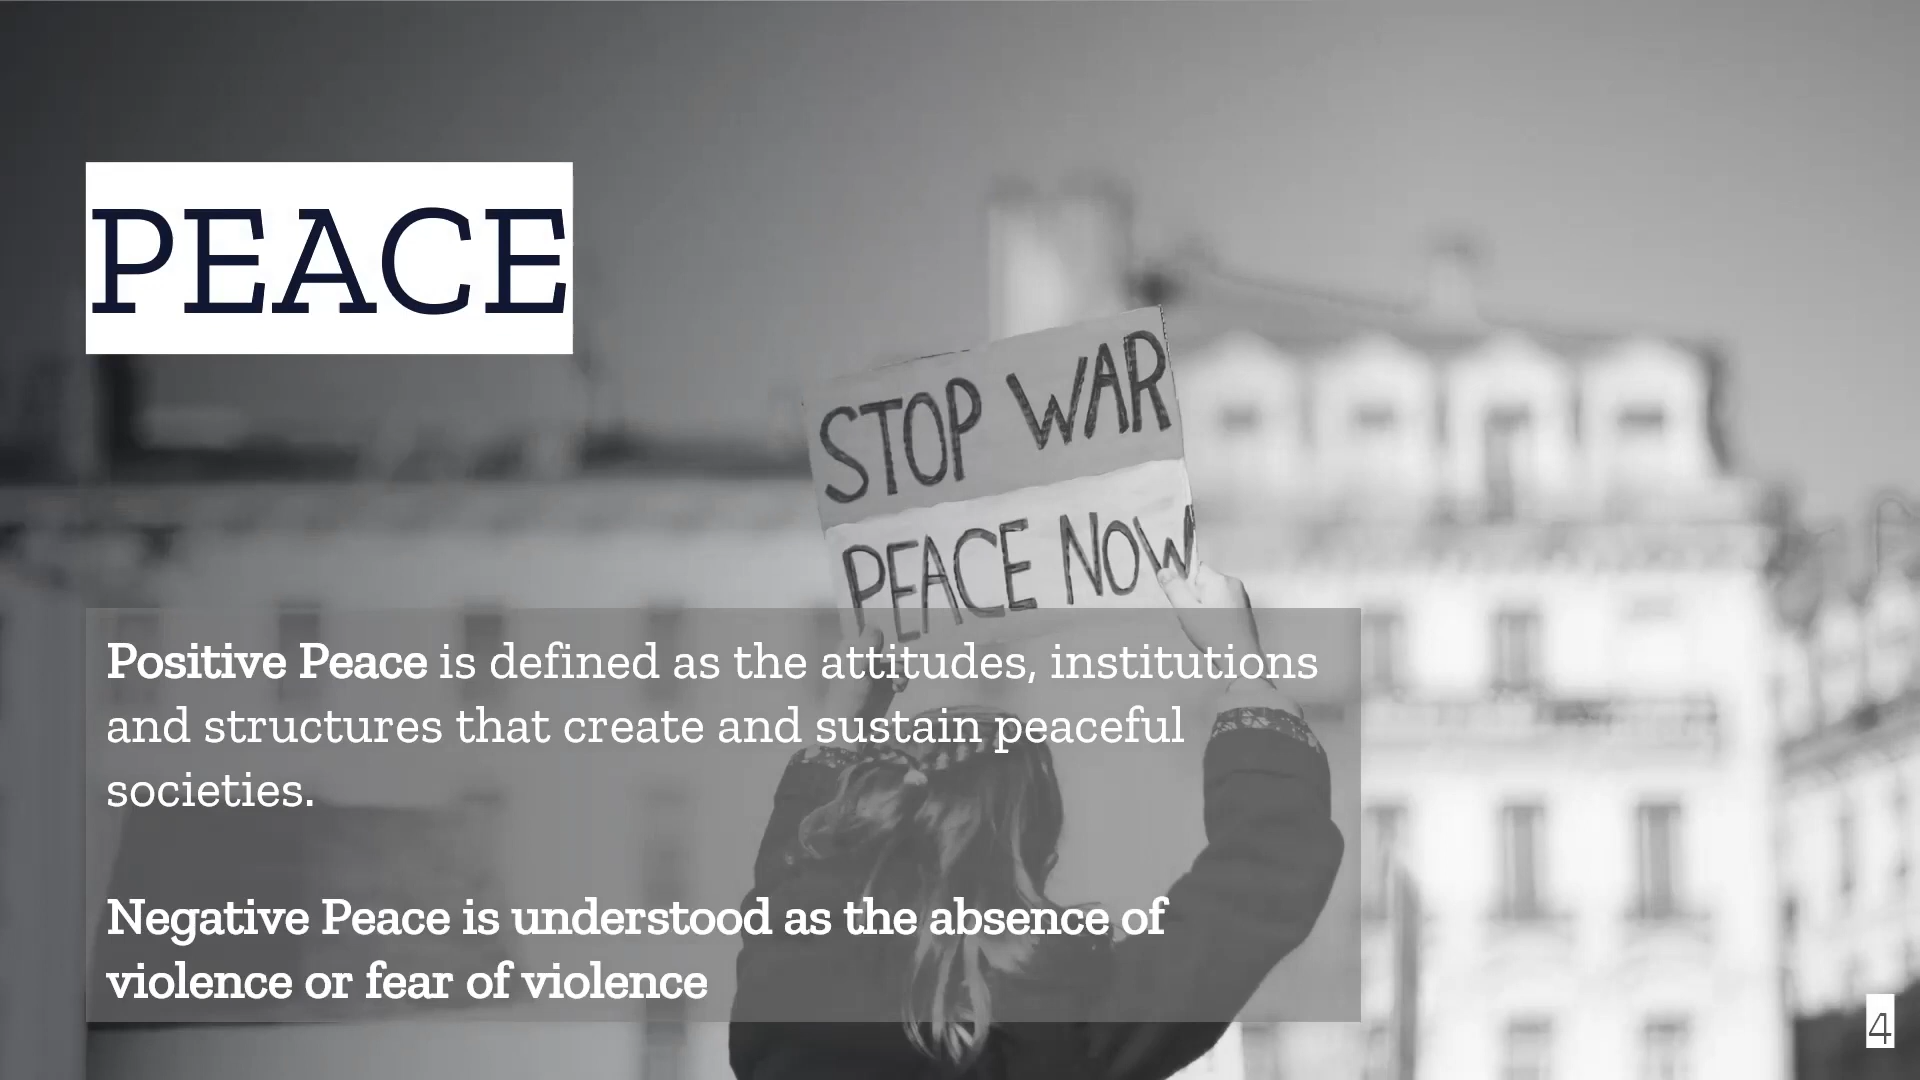 PEACE
STOP WAR
PEACE NOW
Positive Peace is defined as the attitudes, institutions
and structures that create and sustain peaceful
societies.
Negative Peace is understood as the absence of
violence or fear of violence
4